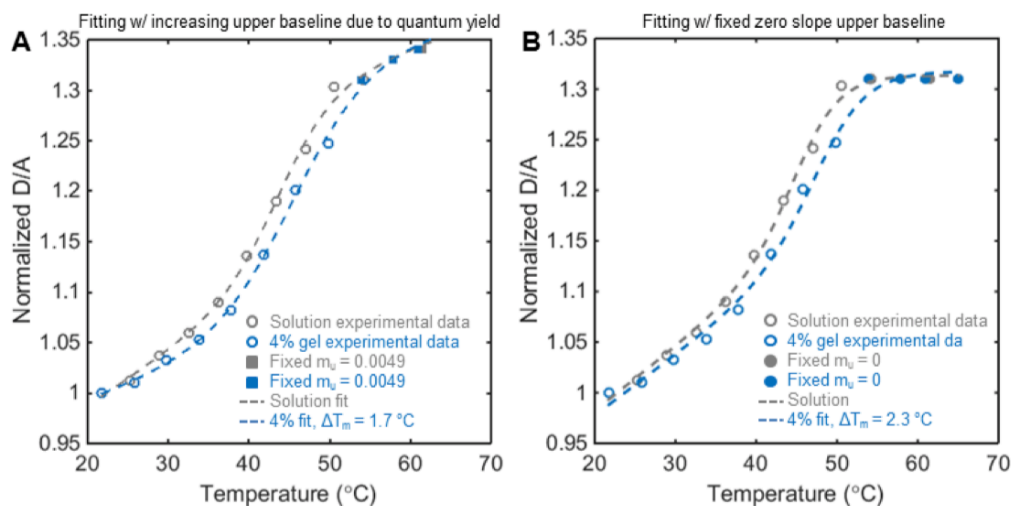 Fitting w/ increasing upper baseline due to quantum yield
A
1.35
1.3
1.25
1.2
1.15
1.1
1.05
1
0.95
Normalized D/A
Solution experimental data
4% gel experimental data
Fixed mᵤ = 0.0049
Fixed mᵤ = 0.0049
Solution fit
4% fit, ΔTₘ = 1.7 °C
20 30 40 50 60 70
Temperature (°C)
Fitting w/ fixed zero slope upper baseline
B
1.35
1.3
1.25
1.2
1.15
1.1
1.05
1
0.95
Normalized D/A
Solution experimental data
4% gel experimental da
Fixed mᵤ = 0
Fixed mᵤ = 0
Solution
4% fit, ΔTₘ = 2.3 °C
20 30 40 50 60 70
Temperature (°C)